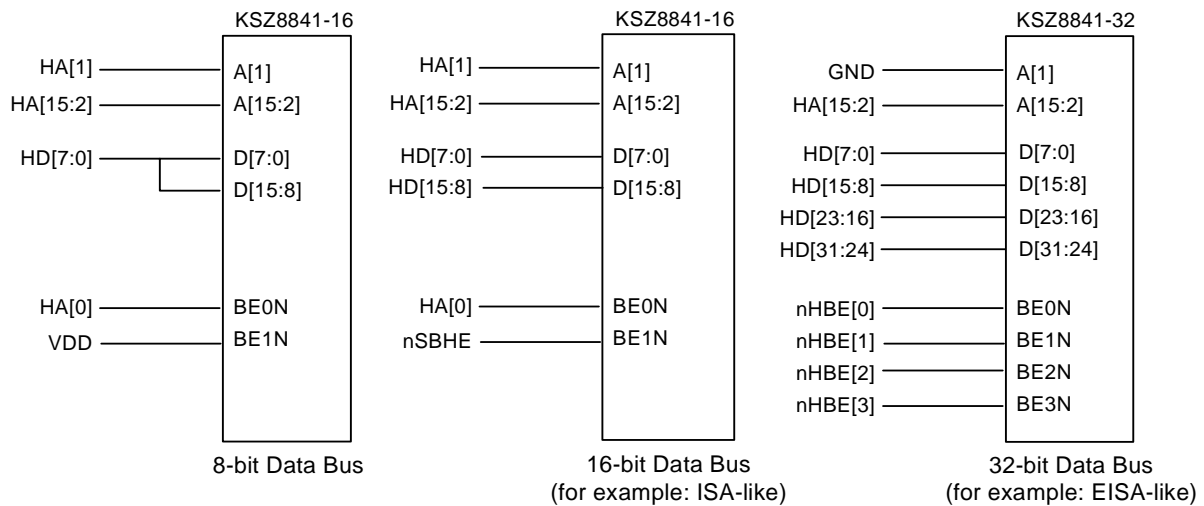 KSZ8841-16
HA[1]
A[1]
HA[15:2]
A[15:2]
HD[7:0]
D[7:0]
D[15:8]
HA[0]
BE0N
VDD
BE1N
8-bit Data Bus
KSZ8841-16
HA[1]
A[1]
HA[15:2]
A[15:2]
HD[7:0]
D[7:0]
HD[15:8]
D[15:8]
HA[0]
BE0N
nSBHE
BE1N
16-bit Data Bus
(for example: ISA-like)
KSZ8841-32
GND
A[1]
HA[15:2]
A[15:2]
HD[7:0]
D[7:0]
HD[15:8]
D[15:8]
HD[23:16]
D[23:16]
HD[31:24]
D[31:24]
nHBE[0]
BE0N
nHBE[1]
BE1N
nHBE[2]
BE2N
nHBE[3]
BE3N
32-bit Data Bus
(for example: EISA-like)